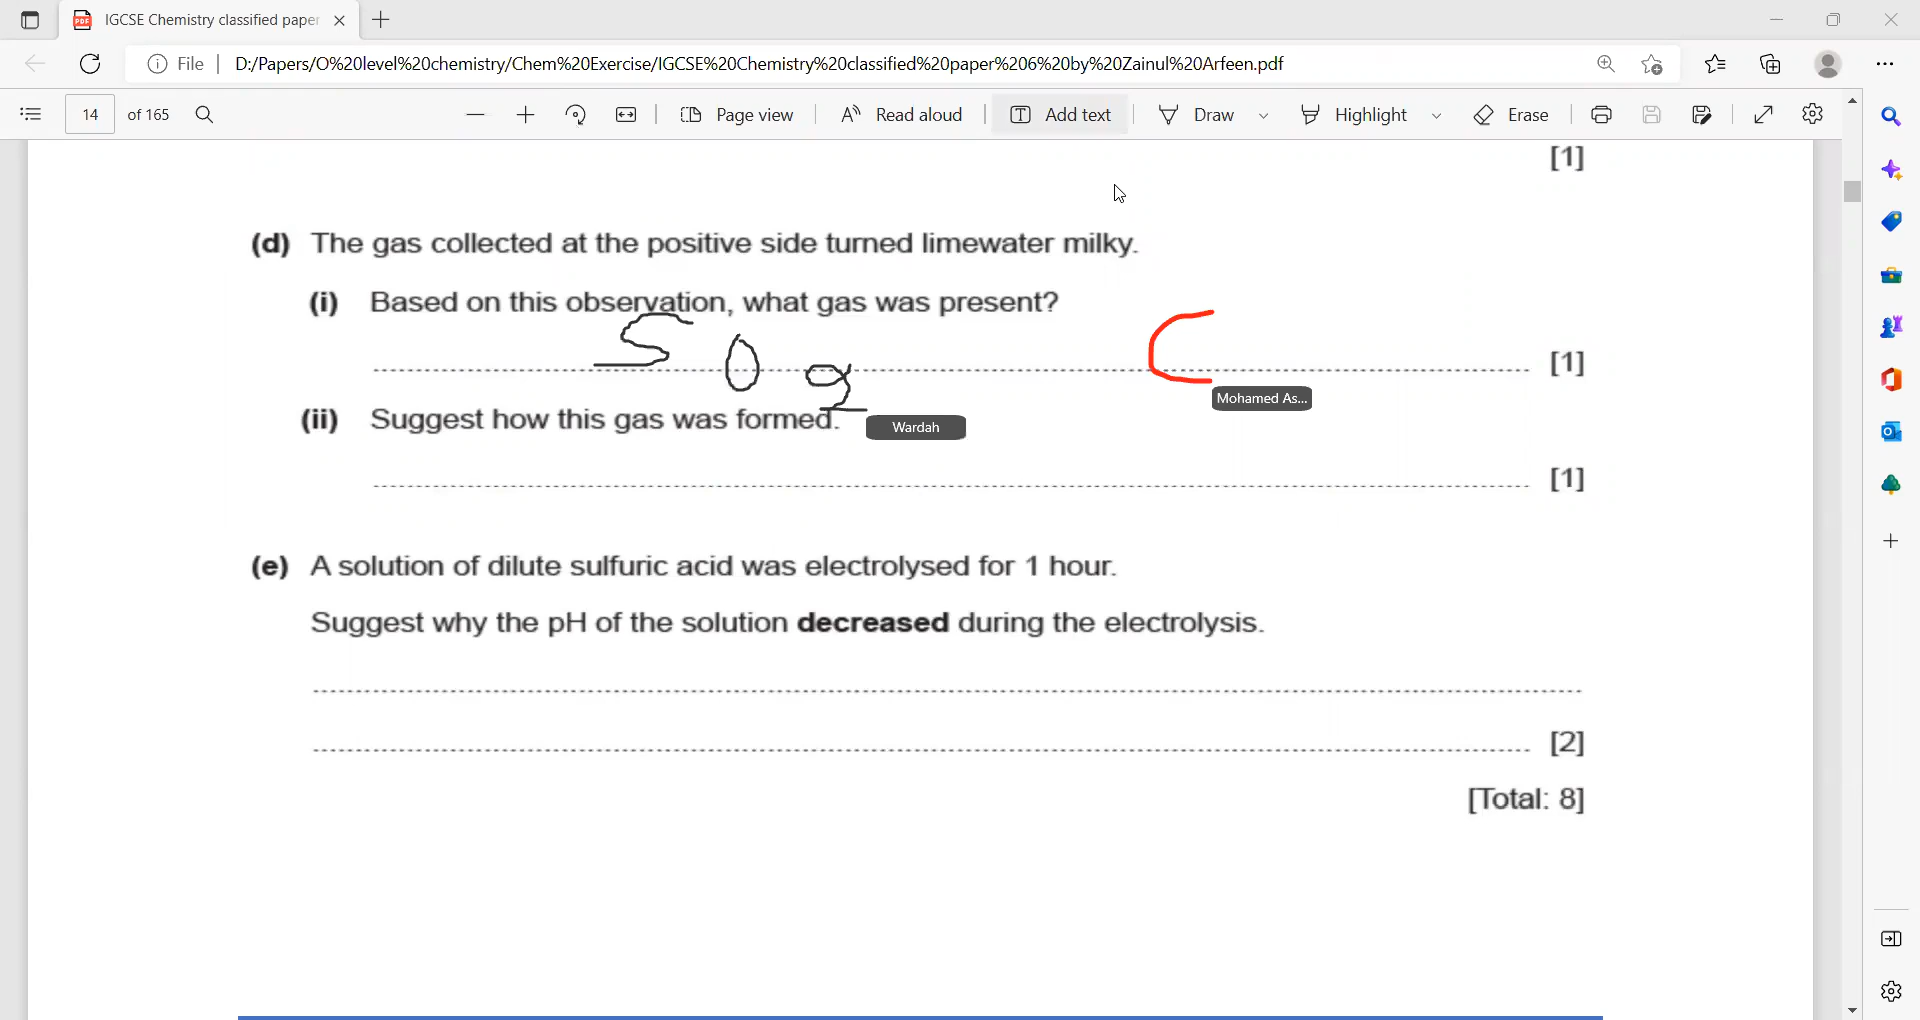 IGCSE Chemistry classified paper
File
D:/Papers/O%20level%20chemistry/Chem%20Exercise/IGCSE%20Chemistry%20classified%20paper%206%20by%20Zainul%20Arfeen.pdf
14 of 165
Page view
Read aloud
Add text
Draw
Highlight
Erase
[1]
(d) The gas collected at the positive side turned limewater milky.
(i) Based on this observation, what gas was present?
S O 2 C
[1]
Mohamed As...
(ii) Suggest how this gas was formed.
Wardah
[1]
(e) A solution of dilute sulfuric acid was electrolysed for 1 hour.
Suggest why the pH of the solution decreased during the electrolysis.
[2]
[Total: 8]